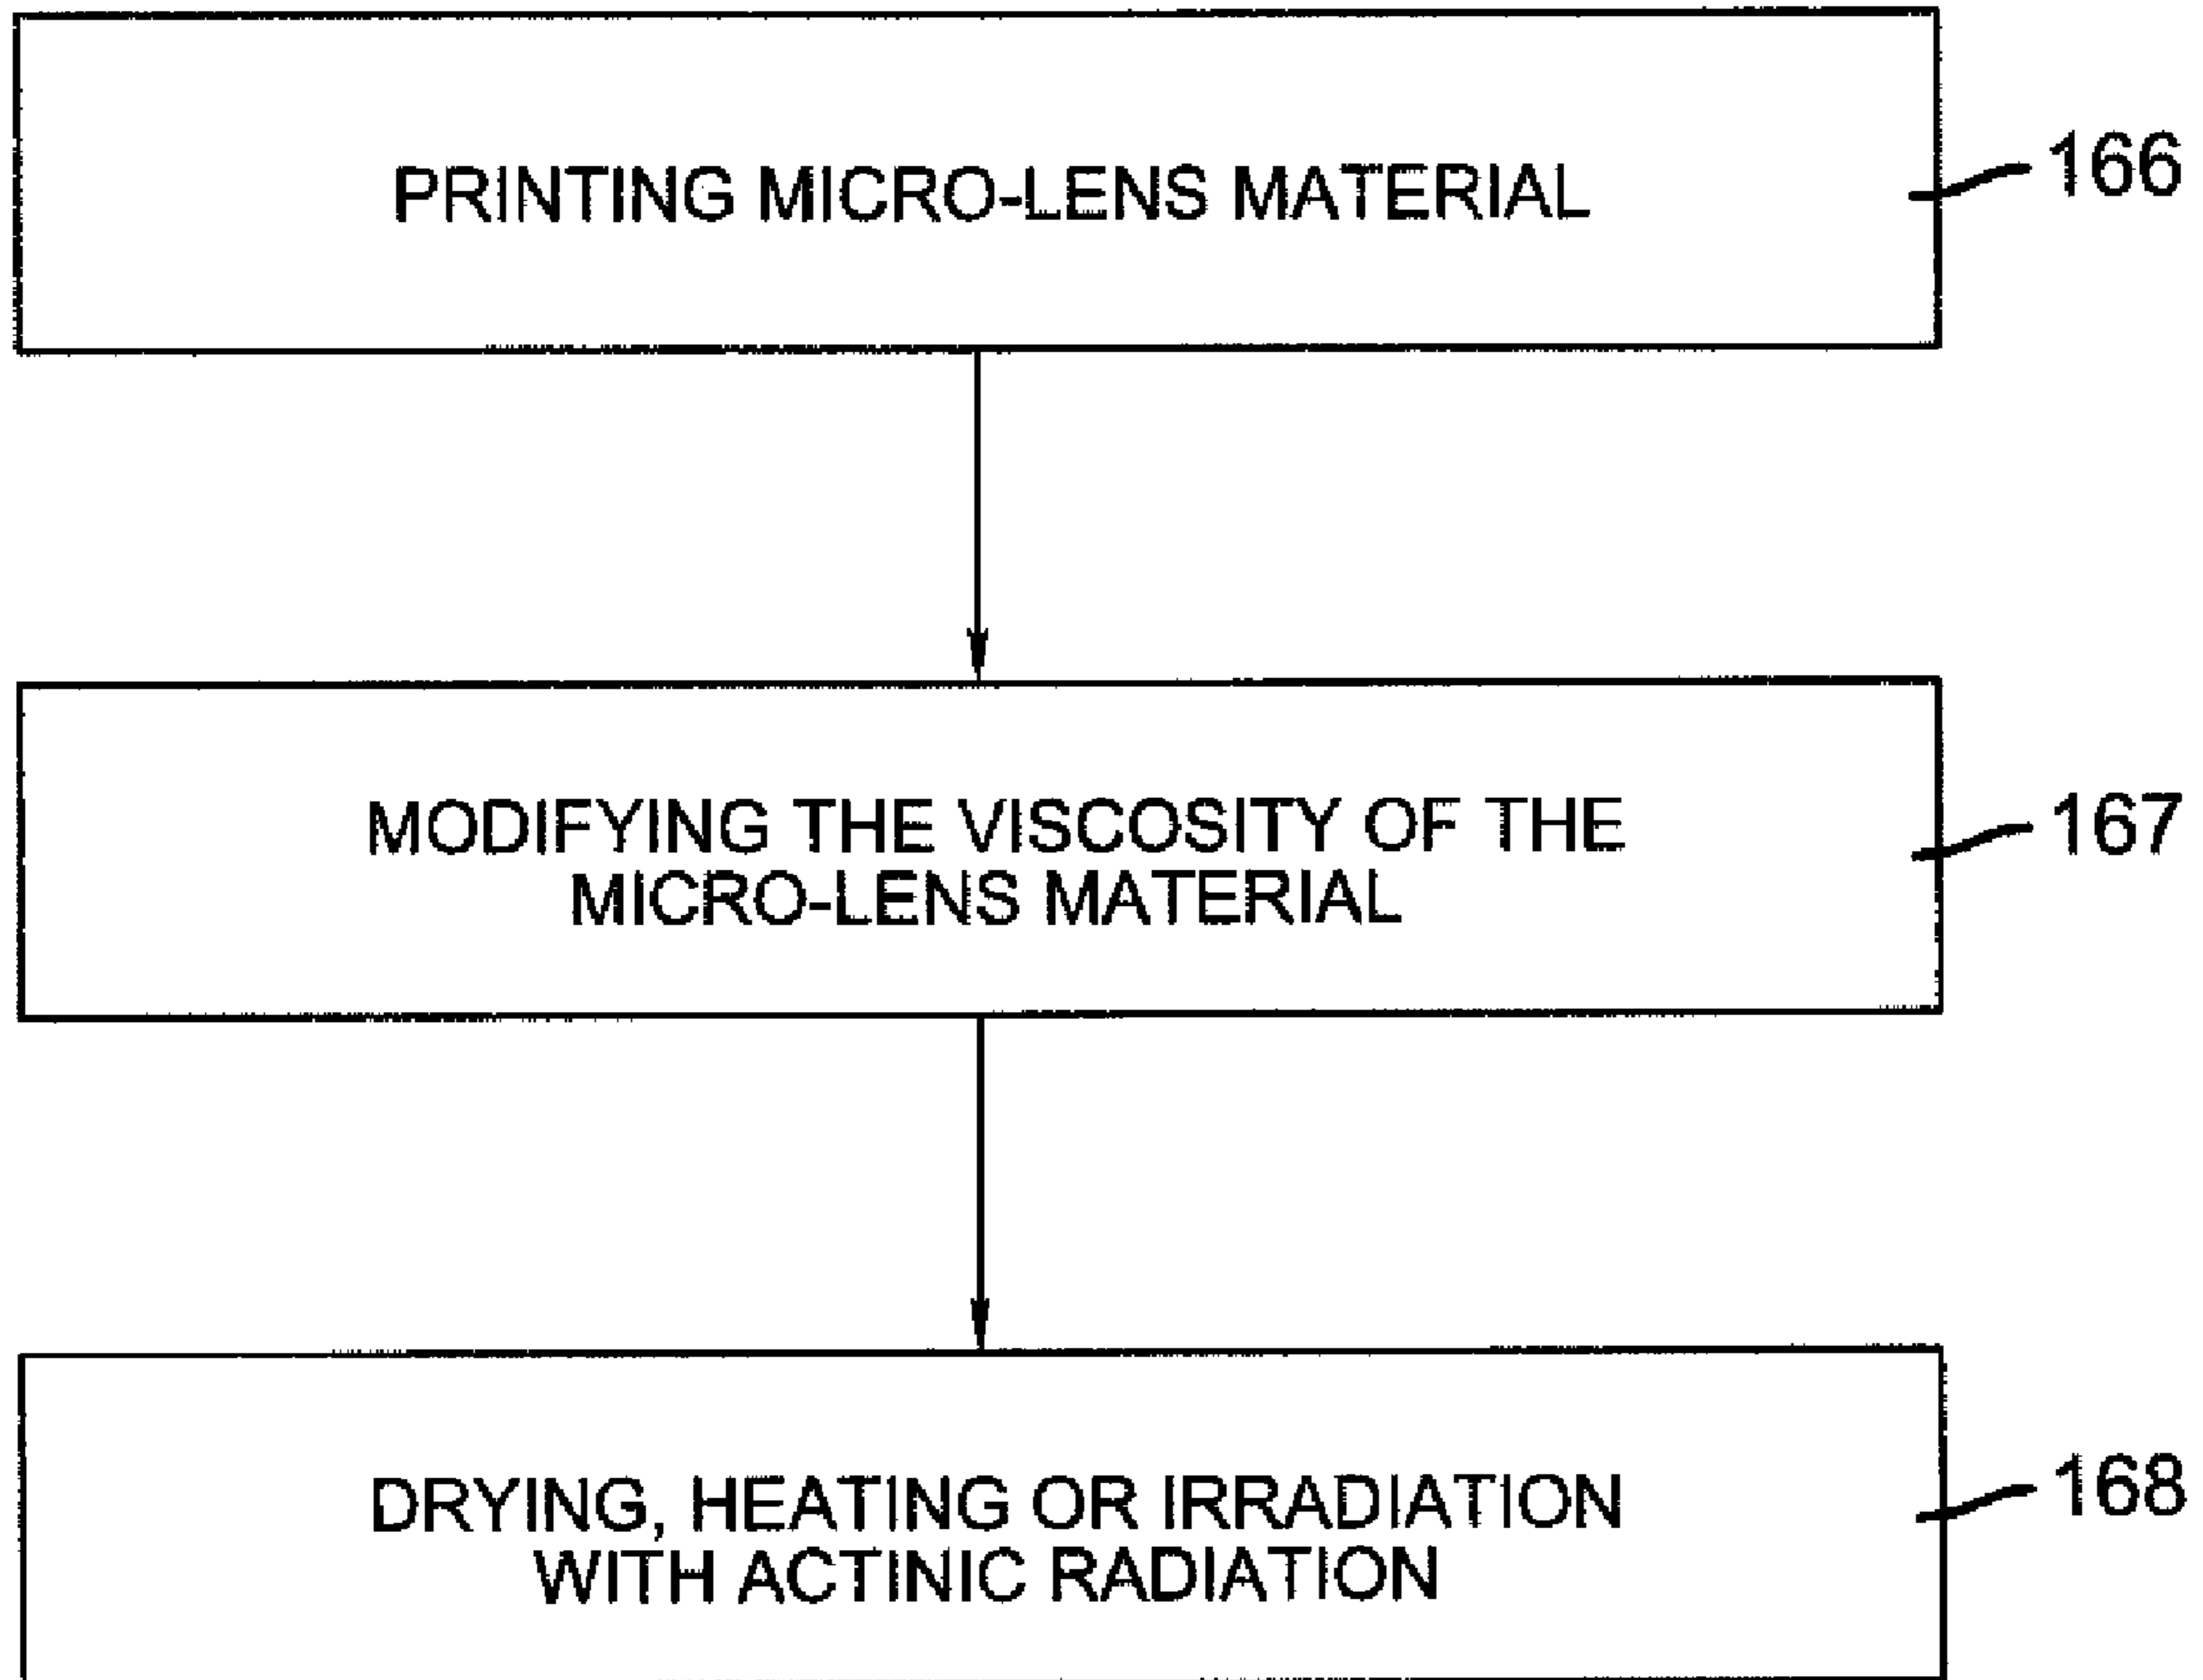 PRINTING MICRO-LENS MATERIAL
166
MODIFYING THE VISCOSITY OF THE
MICRO-LENS MATERIAL
167
DRYING, HEATING OR IRRADIATION
WITH ACTINIC RADIATION
168